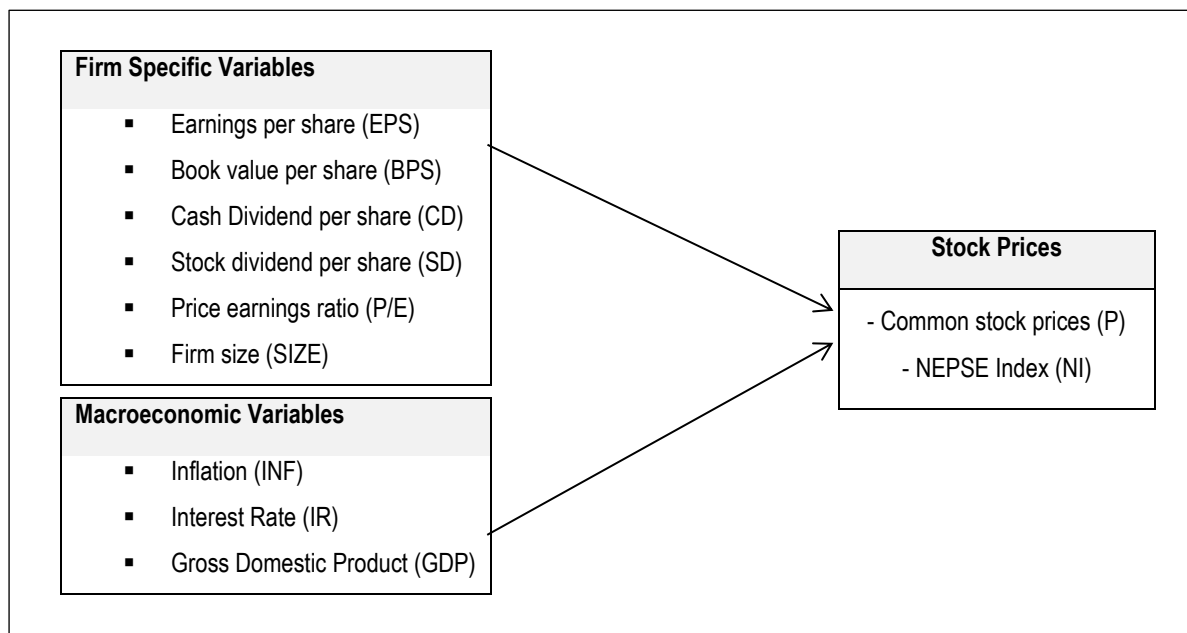 Firm Specific Variables
▪ Earnings per share (EPS)
▪ Book value per share (BPS)
▪ Cash Dividend per share (CD)
▪ Stock dividend per share (SD)
▪ Price earnings ratio (P/E)
▪ Firm size (SIZE)
Macroeconomic Variables
▪ Inflation (INF)
▪ Interest Rate (IR)
▪ Gross Domestic Product (GDP)
Stock Prices
- Common stock prices (P)
- NEPSE Index (NI)